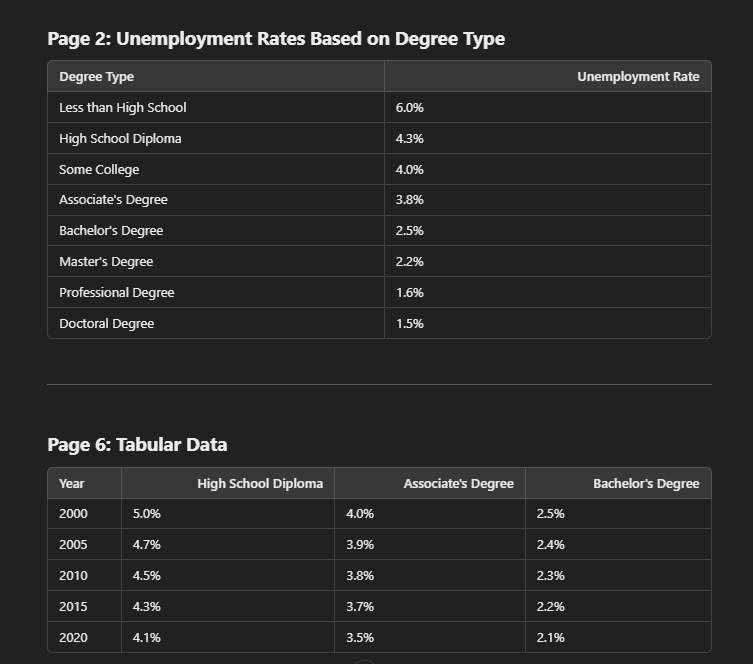 Page 2: Unemployment Rates Based on Degree Type
Degree Type Unemployment Rate
Less than High School 6.0%
High School Diploma 4.3%
Some College 4.0%
Associate's Degree 3.8%
Bachelor's Degree 2.5%
Master's Degree 2.2%
Professional Degree 1.6%
Doctoral Degree 1.5%
Page 6: Tabular Data
Year High School Diploma Associate's Degree Bachelor's Degree
2000 5.0% 4.0% 2.5%
2005 4.7% 3.9% 2.4%
2010 4.5% 3.8% 2.3%
2015 4.3% 3.7% 2.2%
2020 4.1% 3.5% 2.1%